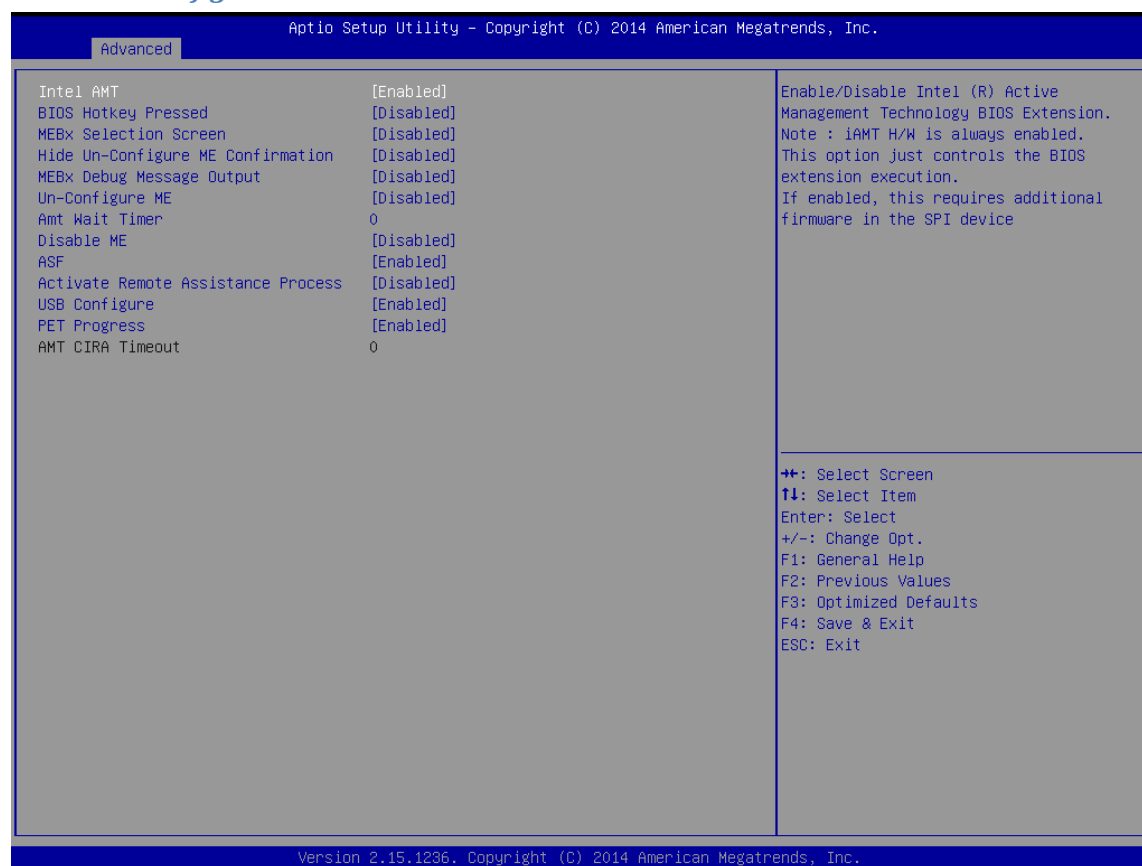 Aptio Setup Utility – Copyright (C) 2014 American Megatrends, Inc.
Advanced
Intel AMT [Enabled]
BIOS Hotkey Pressed [Disabled]
MEBx Selection Screen [Disabled]
Hide Un-Configure ME Confirmation [Disabled]
MEBx Debug Message Output [Disabled]
Un-Configure ME [Disabled]
Amt Wait Timer 0
Disable ME [Disabled]
ASF [Enabled]
Activate Remote Assistance Process [Disabled]
USB Configure [Enabled]
PET Progress [Enabled]
AMT CIRA Timeout 0
Enable/Disable Intel (R) Active
Management Technology BIOS Extension.
Note : iAMT H/W is always enabled.
This option just controls the BIOS
extension execution.
If enabled, this requires additional
firmware in the SPI device
→←: Select Screen
↑↓: Select Item
Enter: Select
+/-: Change Opt.
F1: General Help
F2: Previous Values
F3: Optimized Defaults
F4: Save & Exit
ESC: Exit
Version 2.15.1236. Copyright (C) 2014 American Megatrends, Inc.